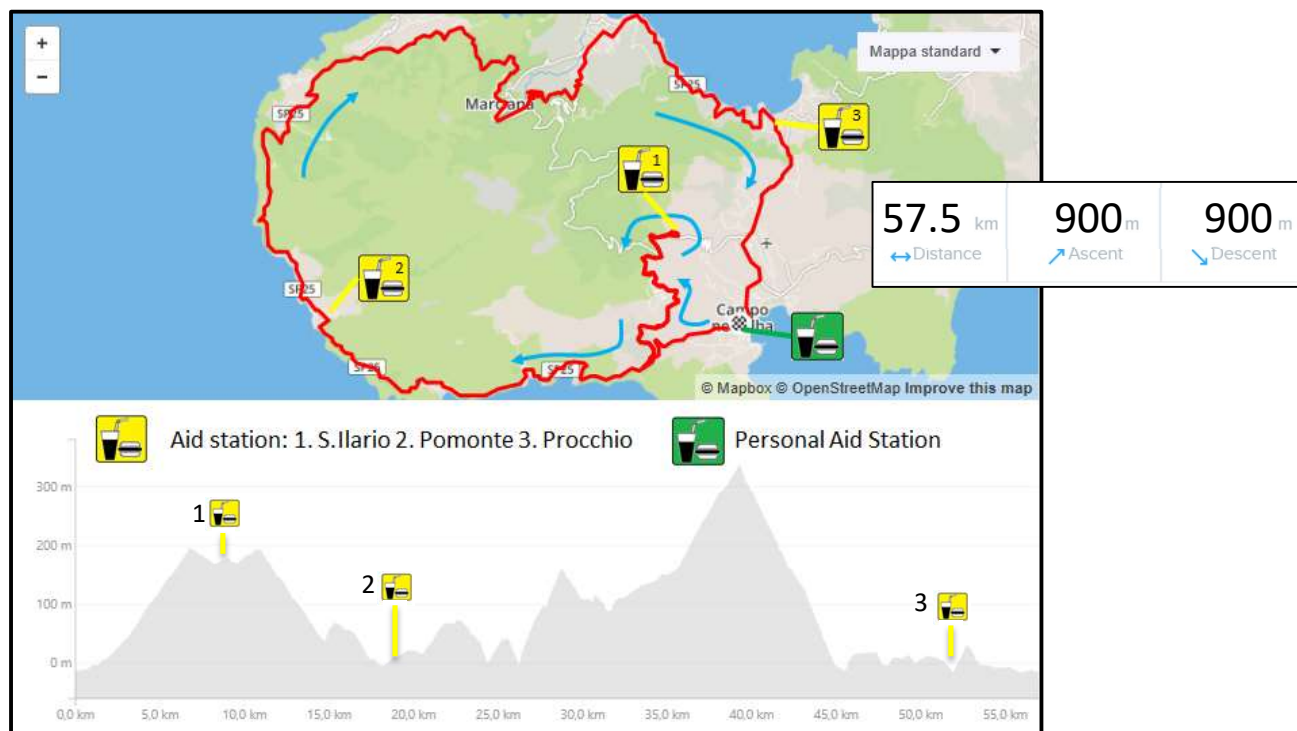 +
−
Mappa standard
SP25
SP25
Marciana
3
1
2
SP25
SP25
SP25
Campo
57.5 km
Distance
900 m
Ascent
900 m
Descent
© Mapbox © OpenStreetMap Improve this map
Aid station: 1. S.Ilario 2. Pomonte 3. Procchio
Personal Aid Station
300 m
200 m
100 m
0 m
1
2
3
0,0 km 5,0 km 10,0 km 15,0 km 20,0 km 25,0 km 30,0 km 35,0 km 40,0 km 45,0 km 50,0 km 55,0 km